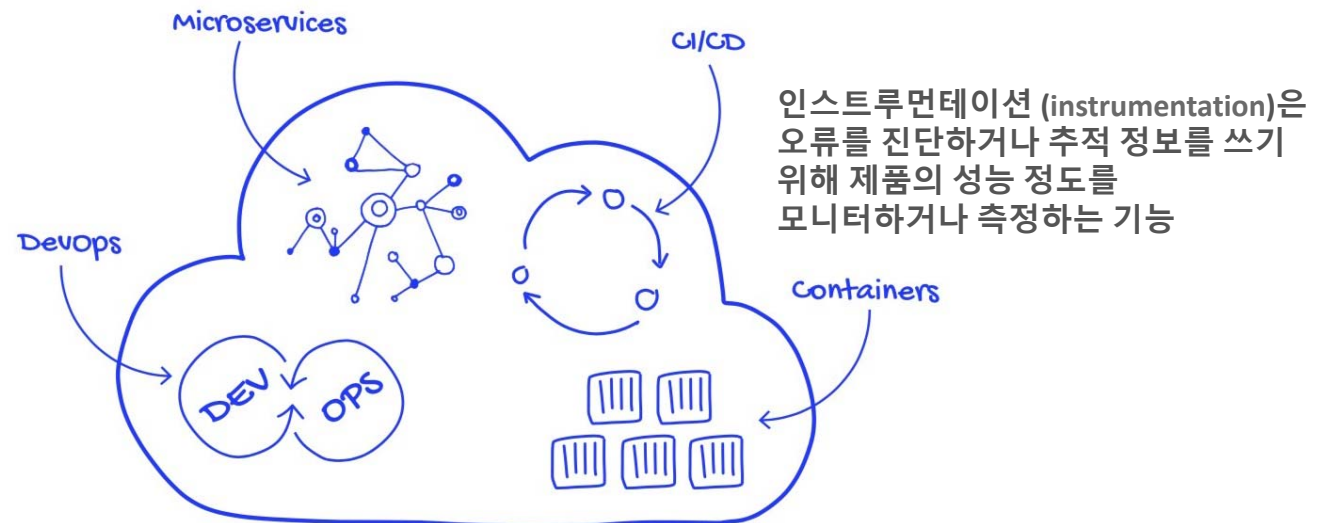 Microservices
CI/CD
인스트루먼테이션 (instrumentation)은
오류를 진단하거나 추적 정보를 쓰기
위해 제품의 성능 정도를
모니터하거나 측정하는 기능
DevOps
Containers
DEV
OPS